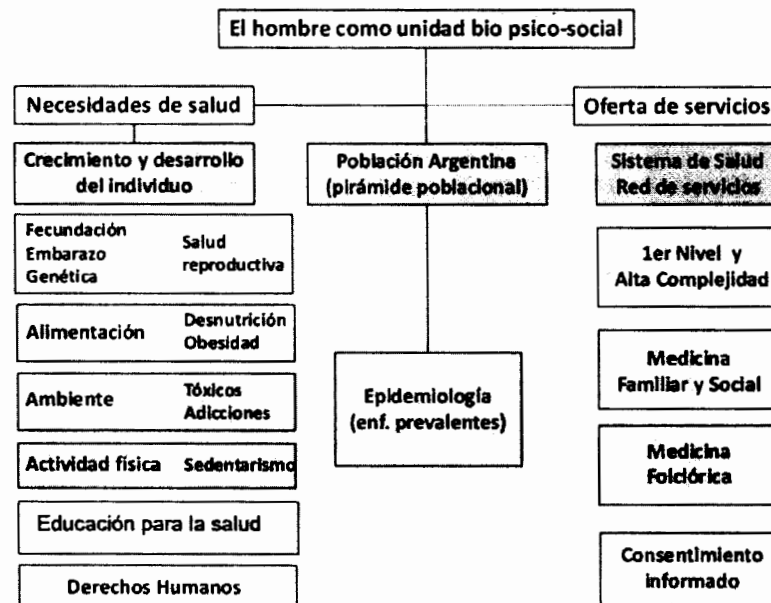 El hombre como unidad bio psico-social
Necesidades de salud
Oferta de servicios
Crecimiento y desarrollo
del individuo
Población Argentina
(pirámide poblacional)
Sistema de Salud
Red de servicios
Fecundación
Embarazo
Genética
Salud
reproductiva
1er Nivel y
Alta Complejidad
Alimentación
Desnutrición
Obesidad
Epidemiología
(enf. prevalentes)
Medicina
Familiar y Social
Ambiente
Tóxicos
Adicciones
Medicina
Folclórica
Actividad física
Sedentarismo
Educación para la salud
Consentimiento
informado
Derechos Humanos